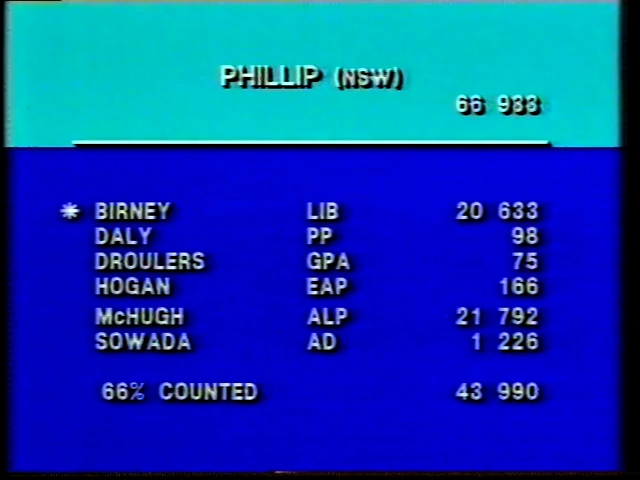 PHILLIP (NSW)
66 933
* BIRNEY LIB 20 633
DALY PP 98
DROULERS GPA 75
HOGAN EAP 166
McHUGH ALP 21 792
SOWADA AD 1 226
66% COUNTED 43 990